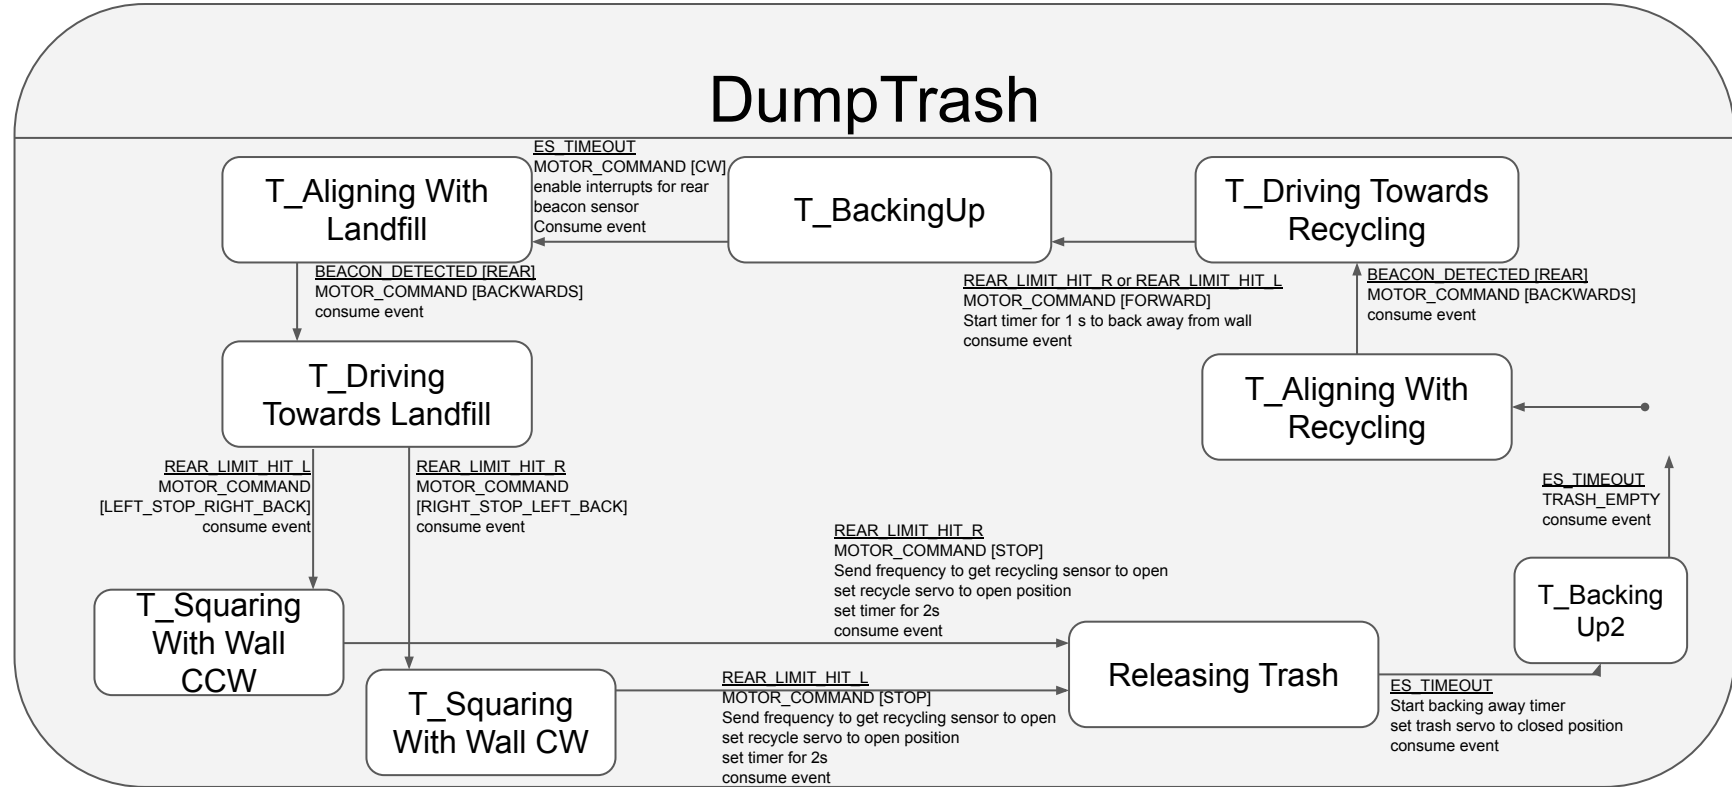 DumpTrash
T_Aligning With
Landfill
ES_TIMEOUT
MOTOR_COMMAND [CW]
enable interrupts for rear
beacon sensor
Consume event
T_BackingUp
T_Driving Towards
Recycling
BEACON_DETECTED [REAR]
MOTOR_COMMAND [BACKWARDS]
consume event
REAR_LIMIT_HIT_R or REAR_LIMIT_HIT_L
MOTOR_COMMAND [FORWARD]
Start timer for 1 s to back away from wall
consume event
BEACON_DETECTED [REAR]
MOTOR_COMMAND [BACKWARDS]
consume event
T_Driving
Towards Landfill
T_Aligning With
Recycling
REAR_LIMIT_HIT_L
MOTOR_COMMAND
[LEFT_STOP_RIGHT_BACK]
consume event
REAR_LIMIT_HIT_R
MOTOR_COMMAND
[RIGHT_STOP_LEFT_BACK]
consume event
ES_TIMEOUT
TRASH_EMPTY
consume event
REAR_LIMIT_HIT_R
MOTOR_COMMAND [STOP]
Send frequency to get recycling sensor to open
set recycle servo to open position
set timer for 2s
consume event
T_Squaring
With Wall
CCW
T_Backing
Up2
T_Squaring
With Wall CW
REAR_LIMIT_HIT_L
MOTOR_COMMAND [STOP]
Send frequency to get recycling sensor to open
set recycle servo to open position
set timer for 2s
consume event
Releasing Trash
ES_TIMEOUT
Start backing away timer
set trash servo to closed position
consume event